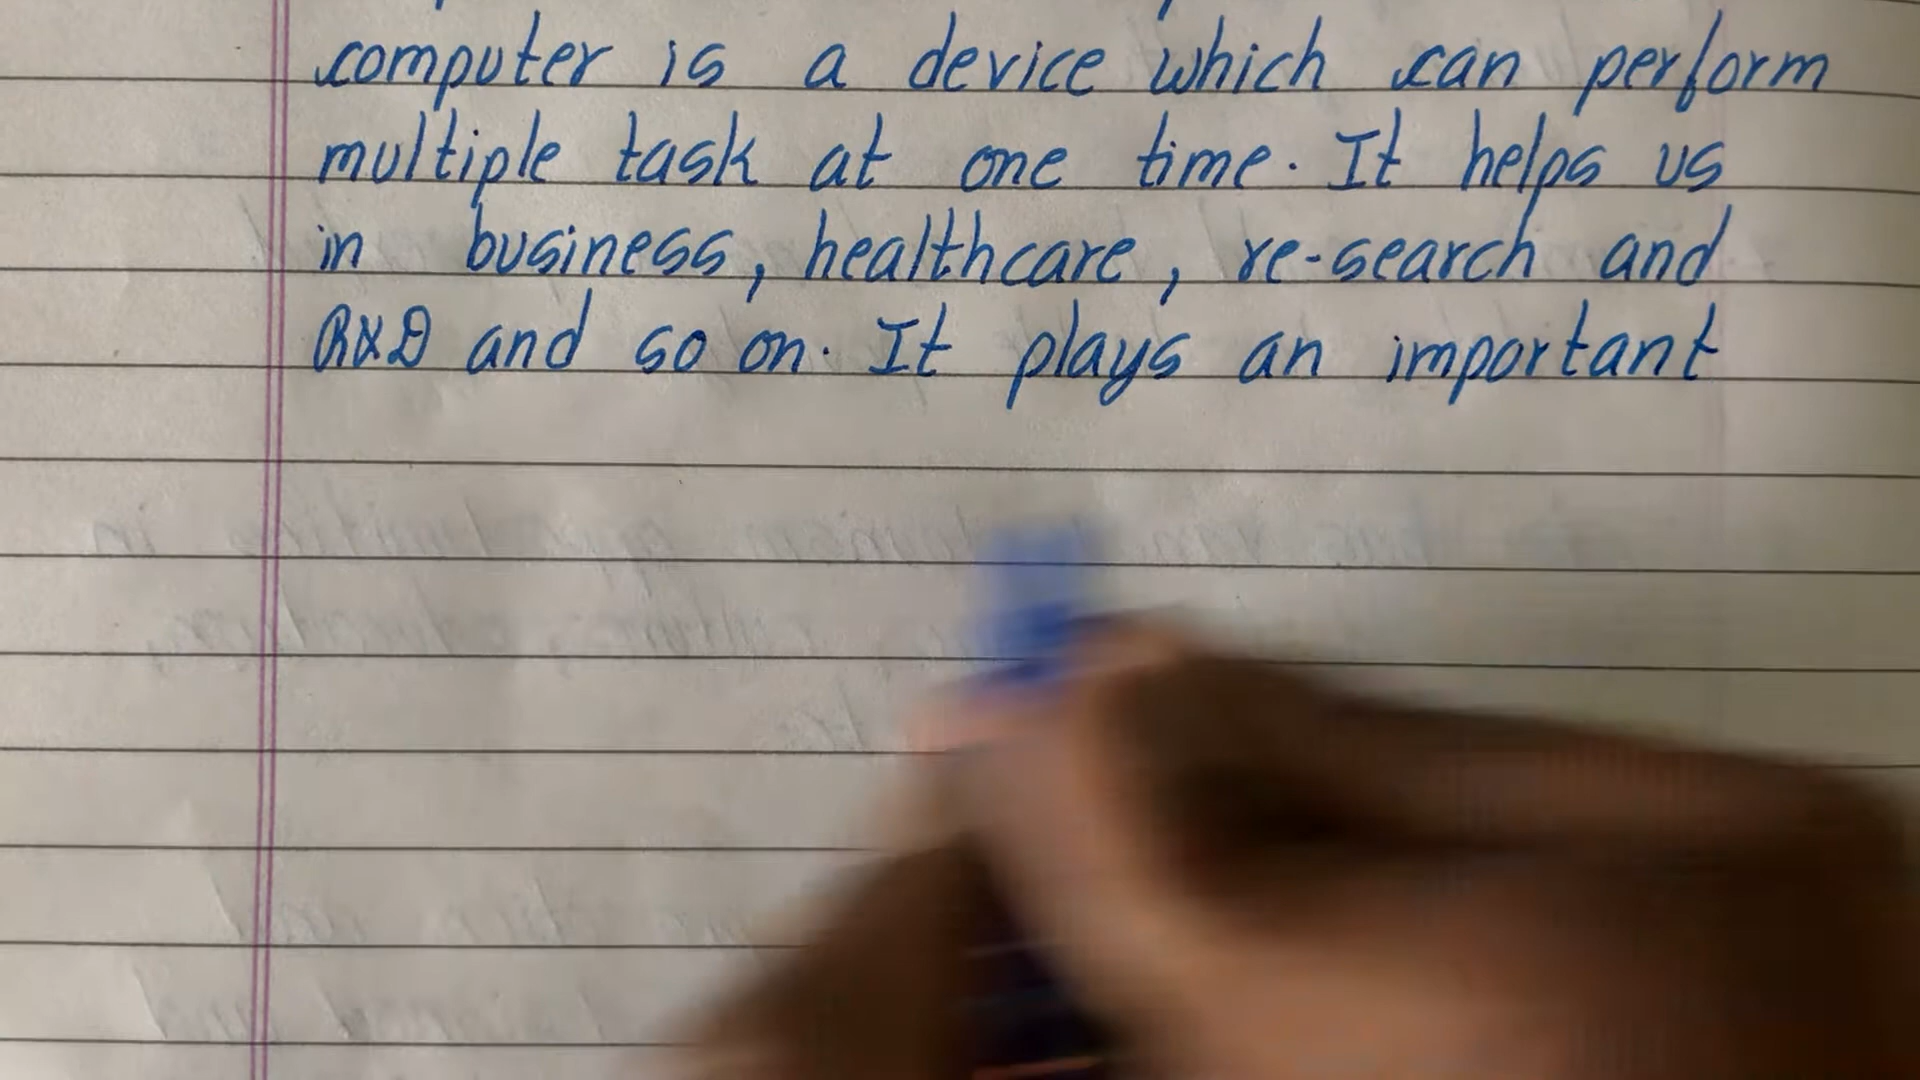 computer is a device which can perform
multiple task at one time. It helps us
in business, healthcare, re-search and
R&D and so on. It plays an important